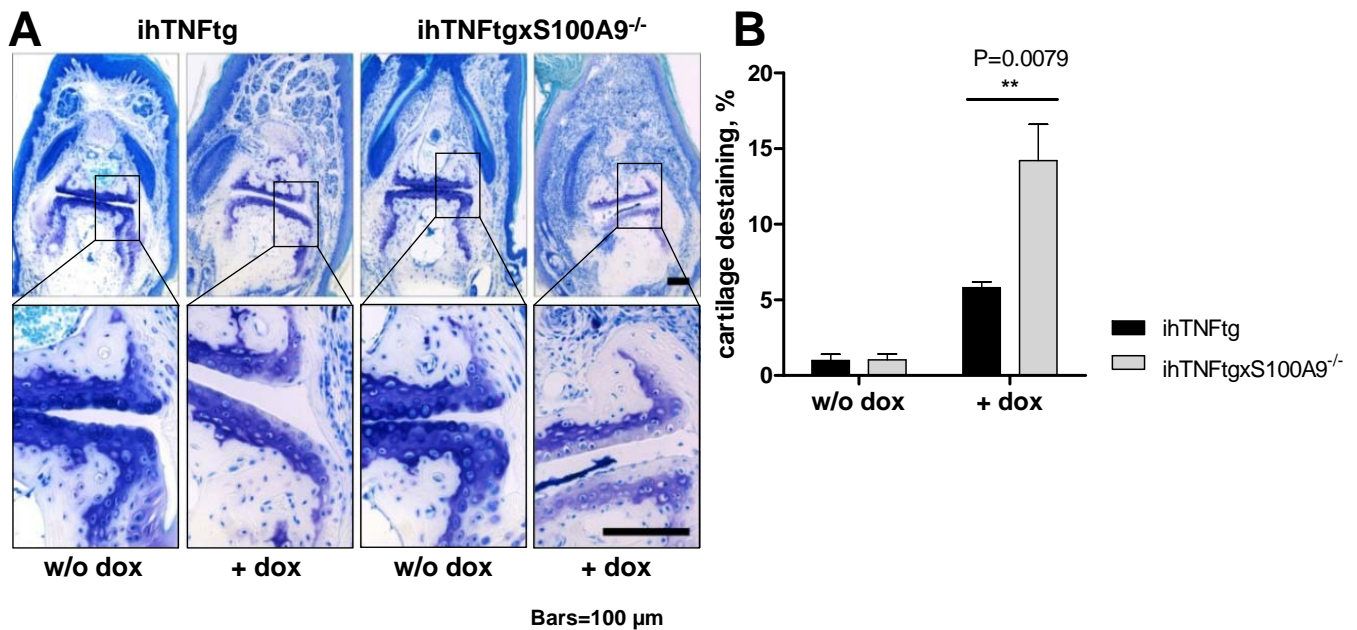 A
ihTNFtg
ihTNFtgxS100A9-/-
w/o dox
+ dox
w/o dox
+ dox
Bars=100 µm
B
P=0.0079
**
cartilage destaining, %
20
15
10
5
0
w/o dox
+ dox
ihTNFtg
ihTNFtgxS100A9-/-